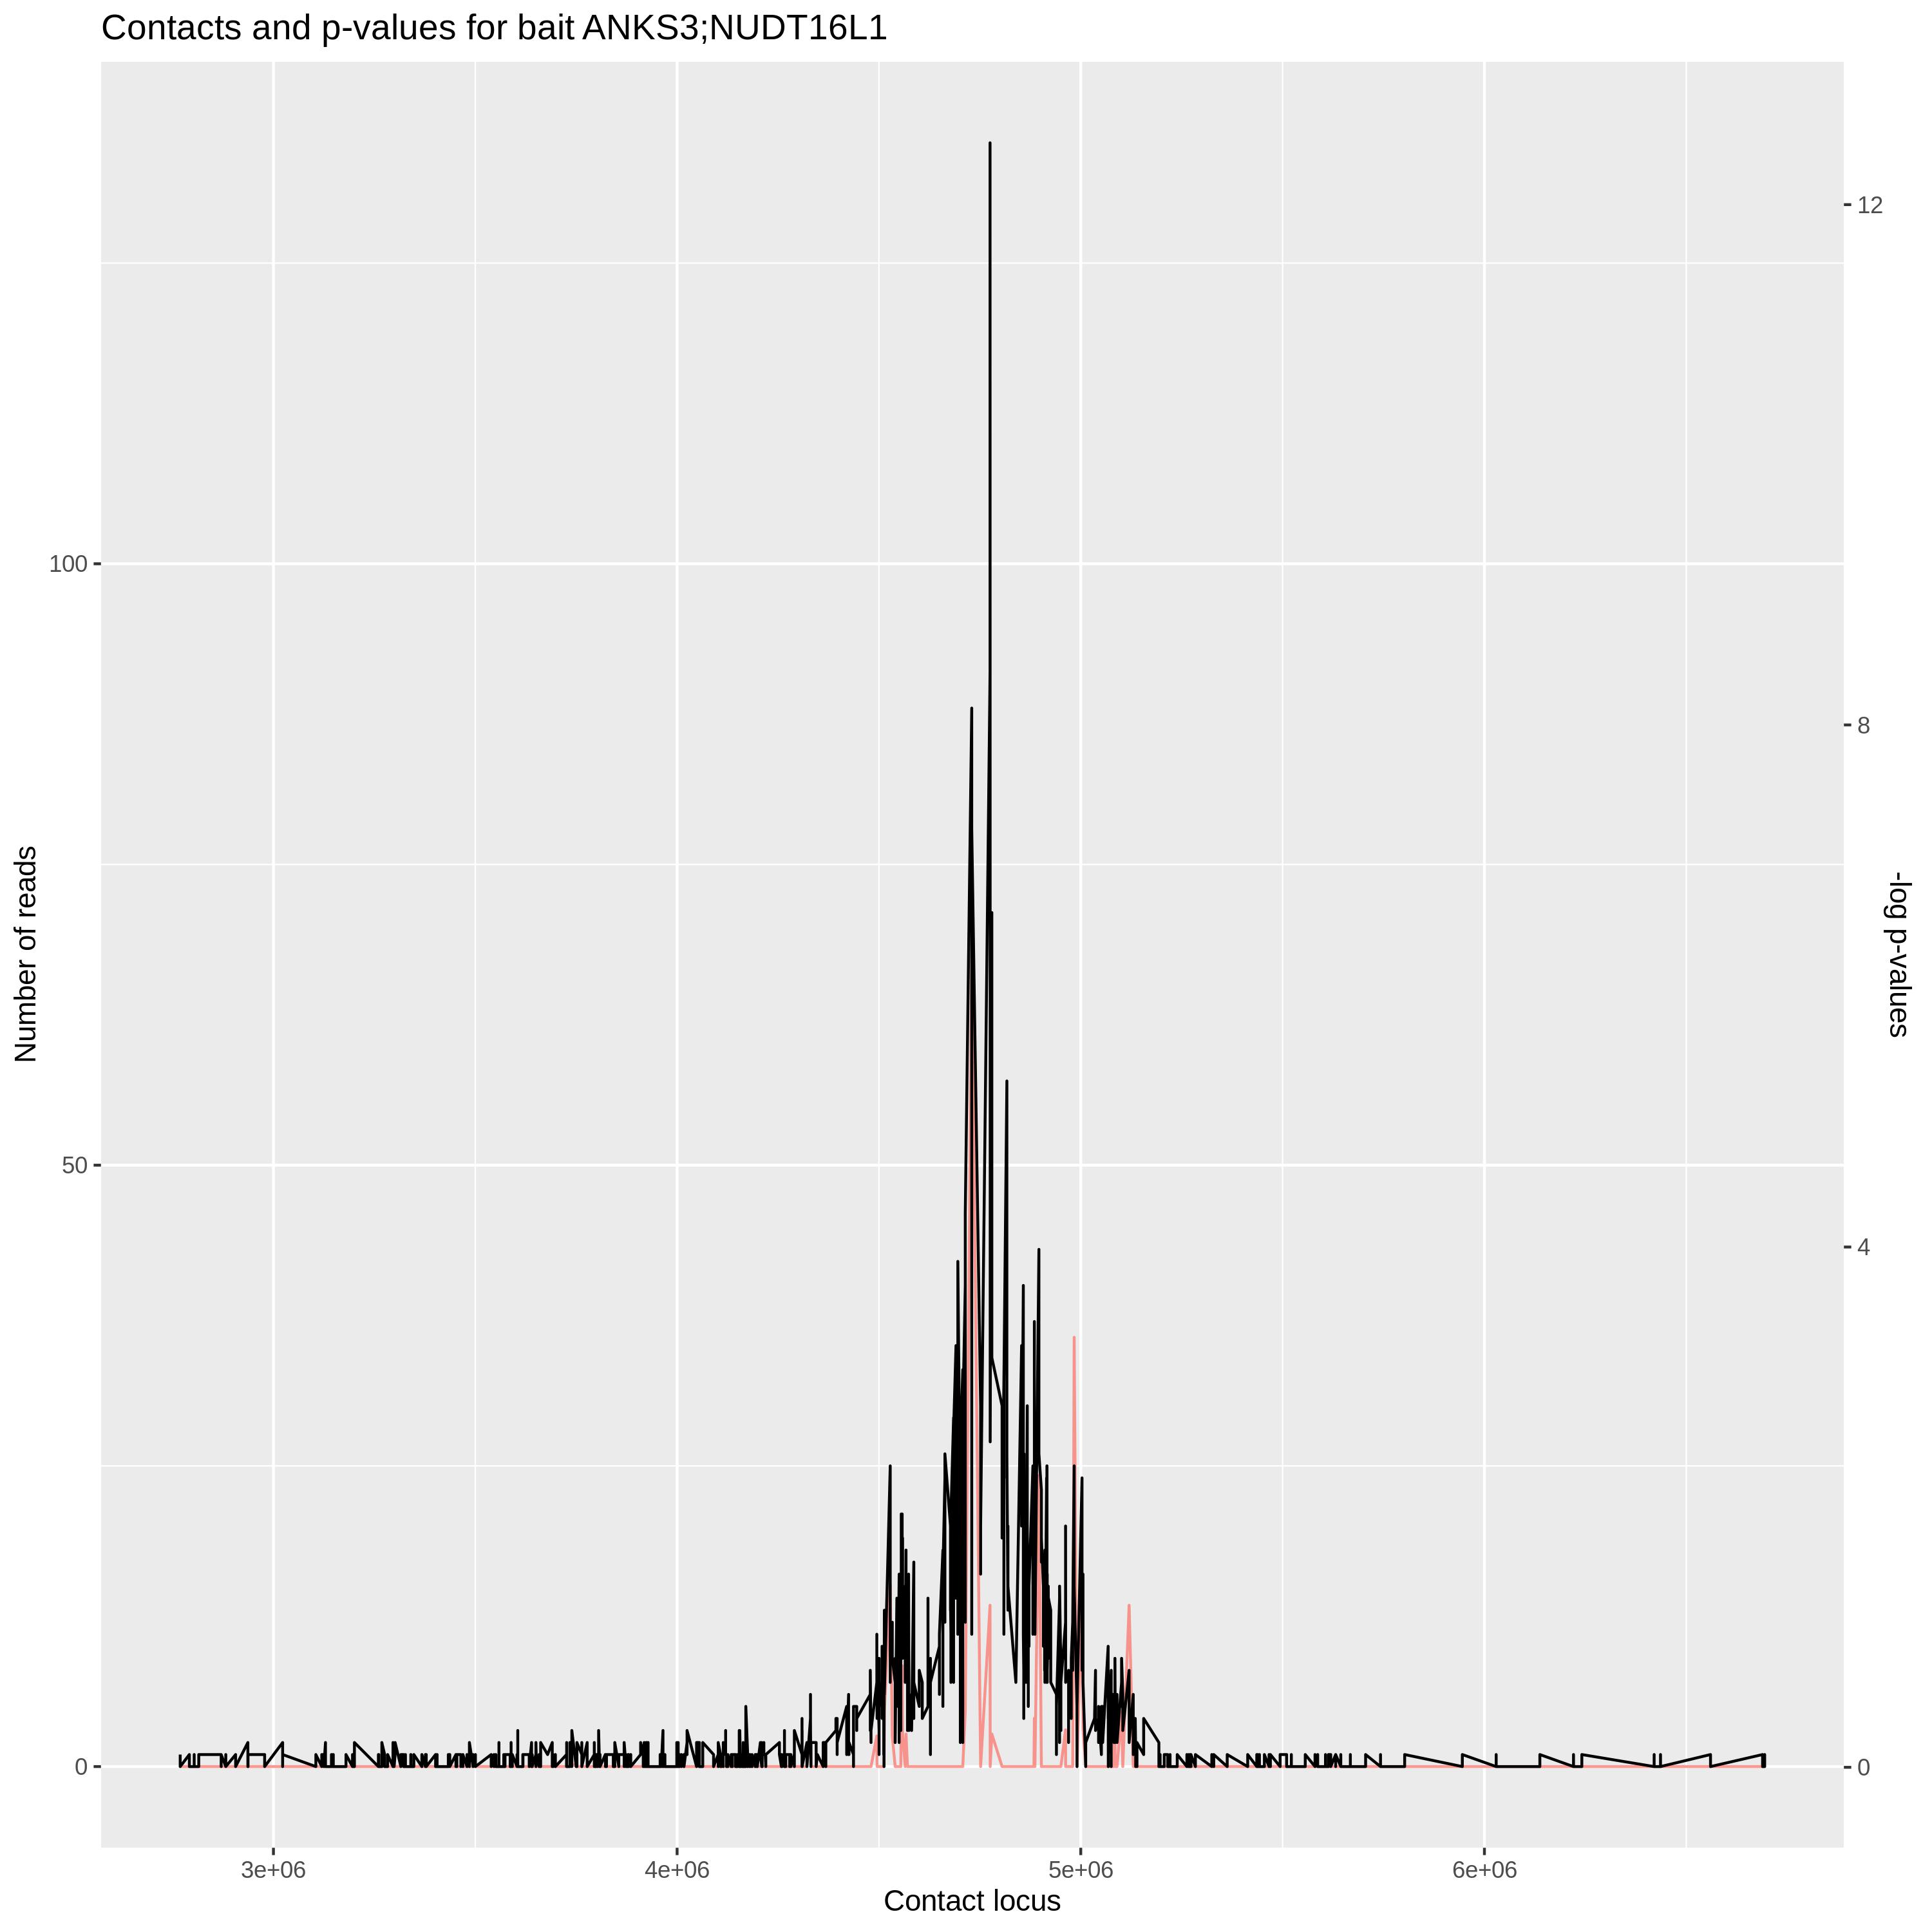 Contacts and p-values for bait ANKS3;NUDT16L1
12
100
8
Number of reads
-log p-values
4
50
0
0
3e+06
4e+06
5e+06
6e+06
Contact locus